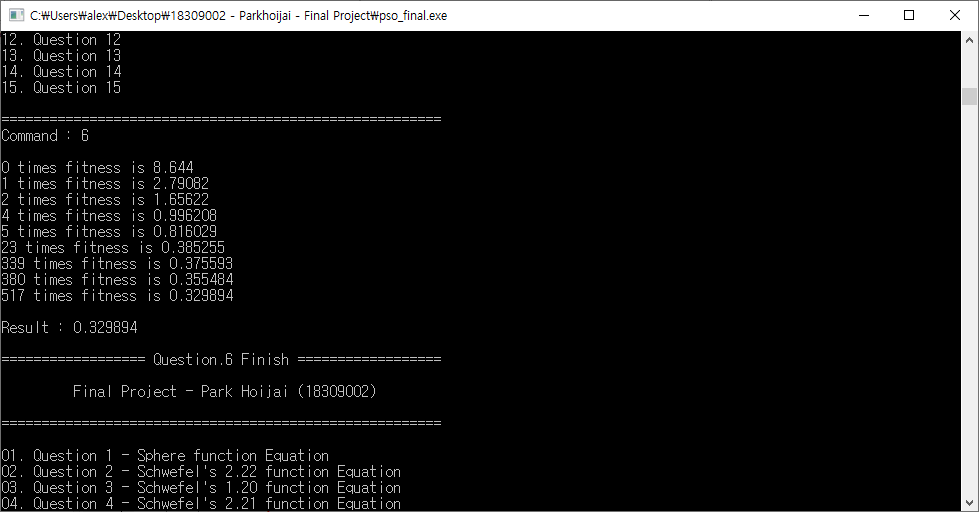 C:₩Users₩alex₩Desktop₩18309002 - Parkhoijai - Final Project₩pso_final.exe
12. Question 12
13. Question 13
14. Question 14
15. Question 15
=======================================================
Command : 6
0 times fitness is 8.644
1 times fitness is 2.79082
2 times fitness is 1.65622
4 times fitness is 0.996208
5 times fitness is 0.816029
23 times fitness is 0.385255
339 times fitness is 0.375593
380 times fitness is 0.355484
517 times fitness is 0.329894
Result : 0.329894
================== Question.6 Finish ==================
Final Project - Park Hoijai (18309002)
=======================================================
01. Question 1 - Sphere function Equation
02. Question 2 - Schwefel's 2.22 function Equation
03. Question 3 - Schwefel's 1.20 function Equation
04. Question 4 - Schwefel's 2.21 function Equation